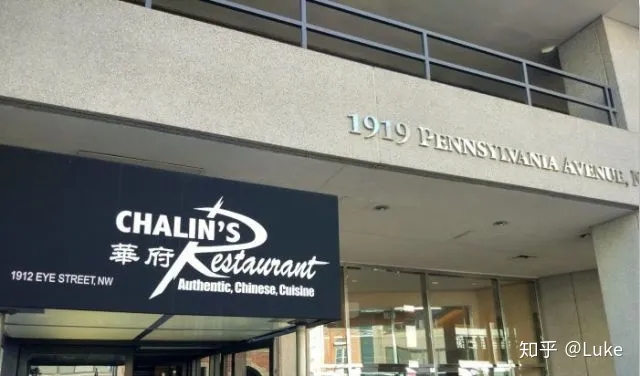 1919 PENNSYLVANIA AVENUE, N
CHALIN'S
華府 Restaurant
Authentic, Chinese, Cuisine
1912 EYE STREET, NW
知乎 @Luke